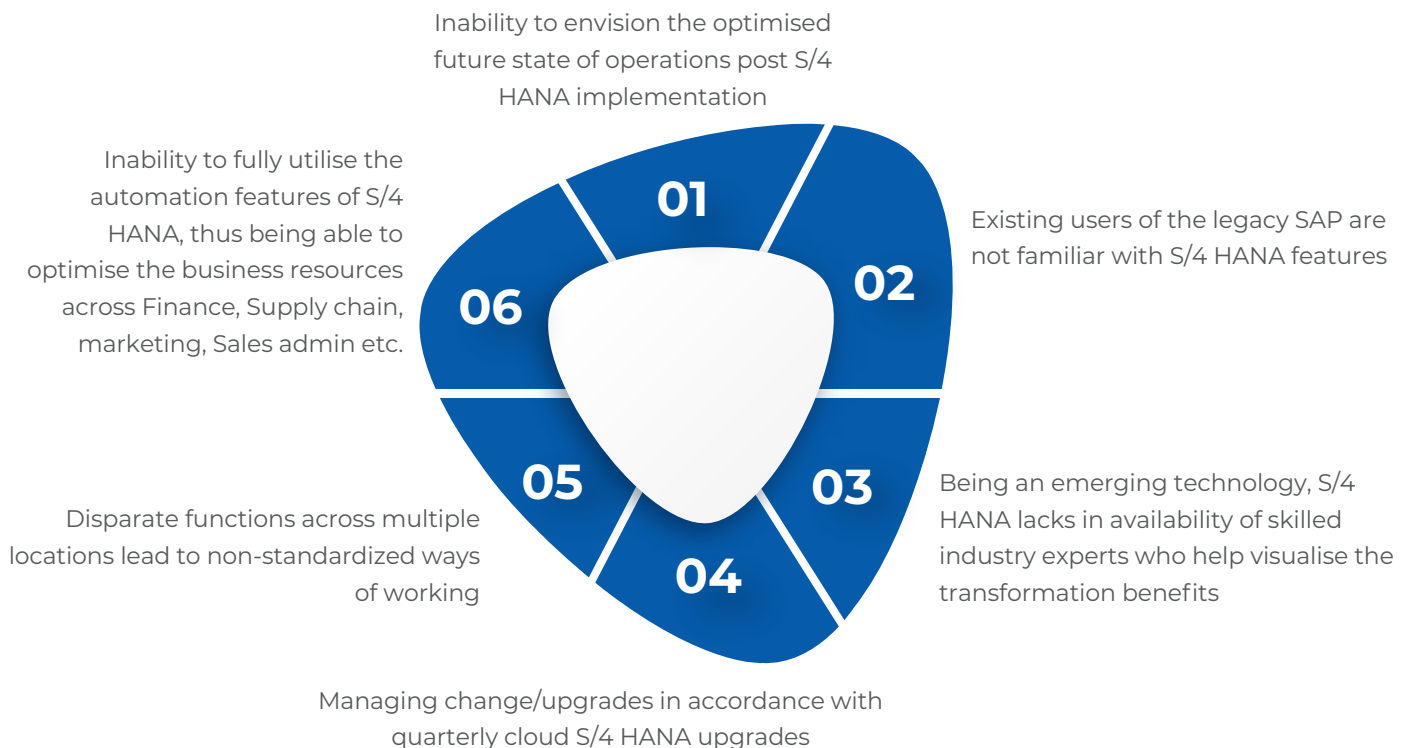 Inability to envision the optimised
future state of operations post S/4
HANA implementation
01
Existing users of the legacy SAP are
not familiar with S/4 HANA features
02
Being an emerging technology, S/4
HANA lacks in availability of skilled
industry experts who help visualise the
transformation benefits
03
04
Managing change/upgrades in accordance with
quarterly cloud S/4 HANA upgrades
05
Disparate functions across multiple
locations lead to non-standardized ways
of working
06
Inability to fully utilise the
automation features of S/4
HANA, thus being able to
optimise the business resources
across Finance, Supply chain,
marketing, Sales admin etc.